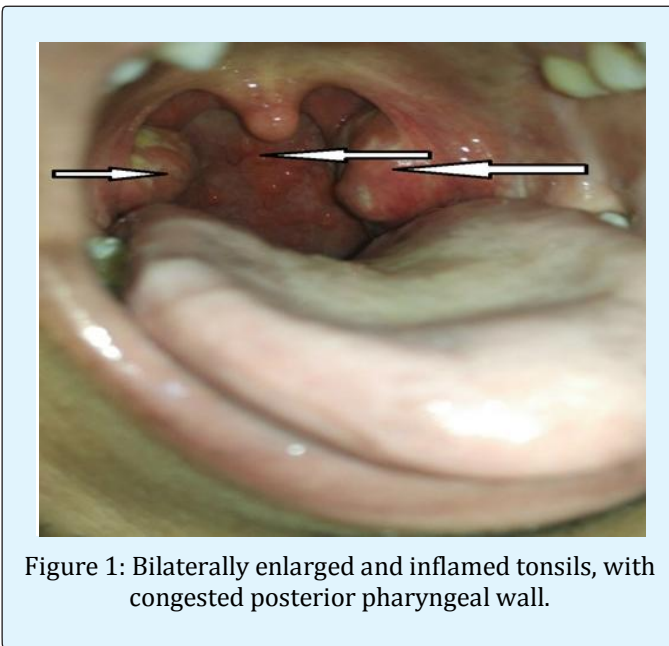 Figure 1: Bilaterally enlarged and inflamed tonsils, with
congested posterior pharyngeal wall.